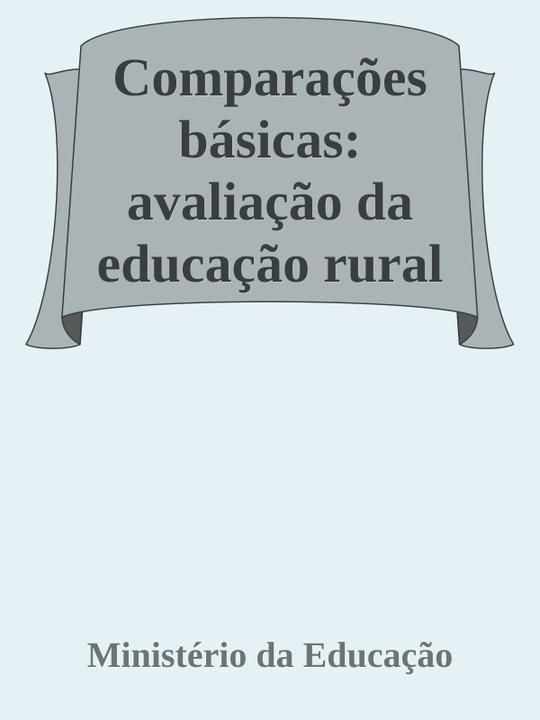 Comparações
básicas:
avaliação da
educação rural
Ministério da Educação